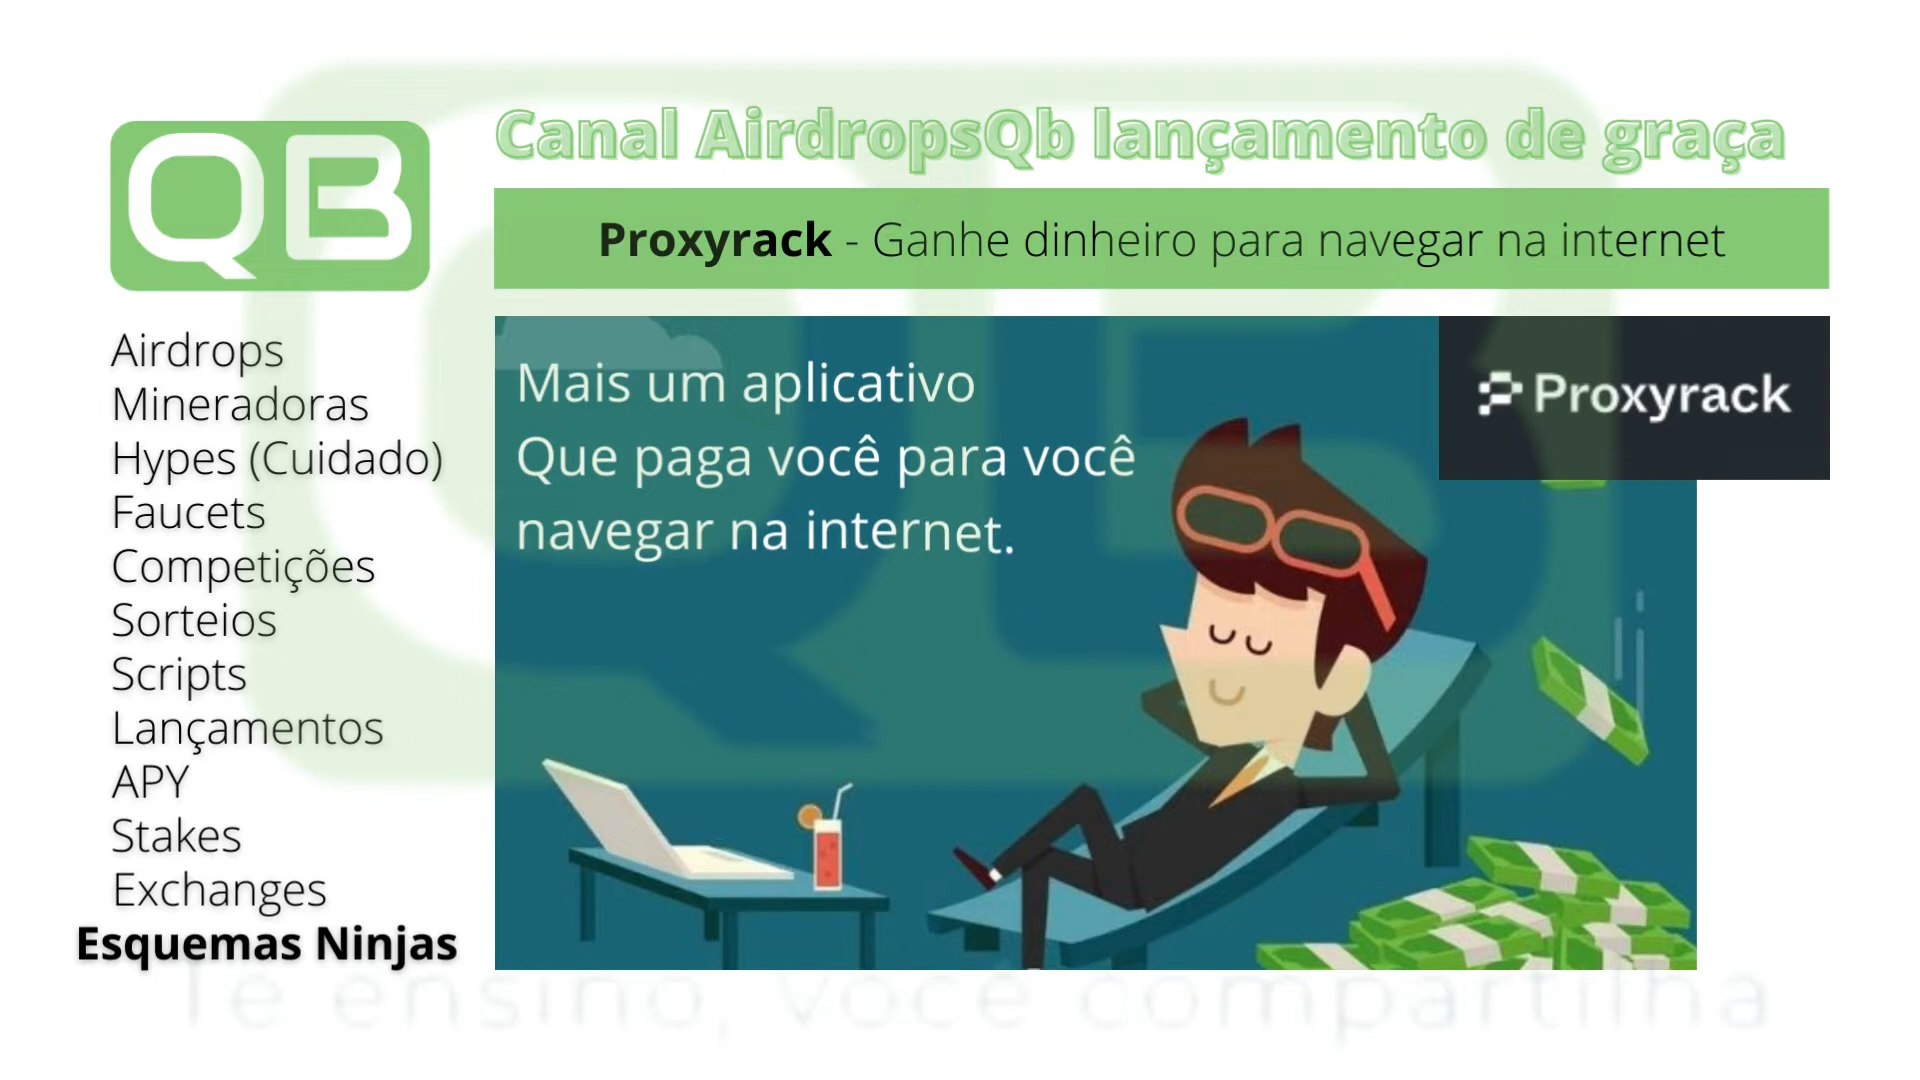 QB
Canal AirdropsQb lançamento de graça
Proxyrack - Ganhe dinheiro para navegar na internet
Airdrops
Mineradoras
Hypes (Cuidado)
Faucets
Competições
Sorteios
Scripts
Lançamentos
APY
Stakes
Exchanges
Esquemas Ninjas
Mais um aplicativo
Que paga você para você
navegar na internet.
Proxyrack
QB
Te ensino, você compartilha